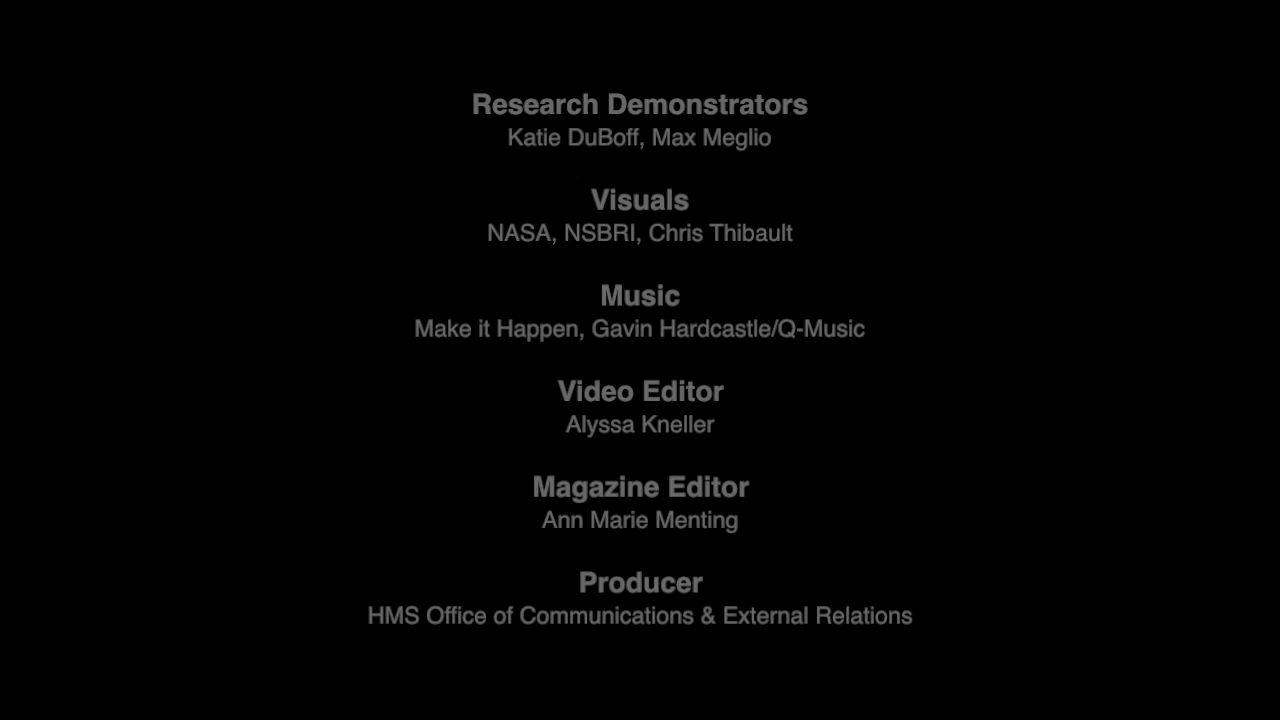 Research Demonstrators
Katie DuBoff, Max Meglio
Visuals
NASA, NSBRI, Chris Thibault
Music
Make it Happen, Gavin Hardcastle/Q-Music
Video Editor
Alyssa Kneller
Magazine Editor
Ann Marie Menting
Producer
HMS Office of Communications & External Relations